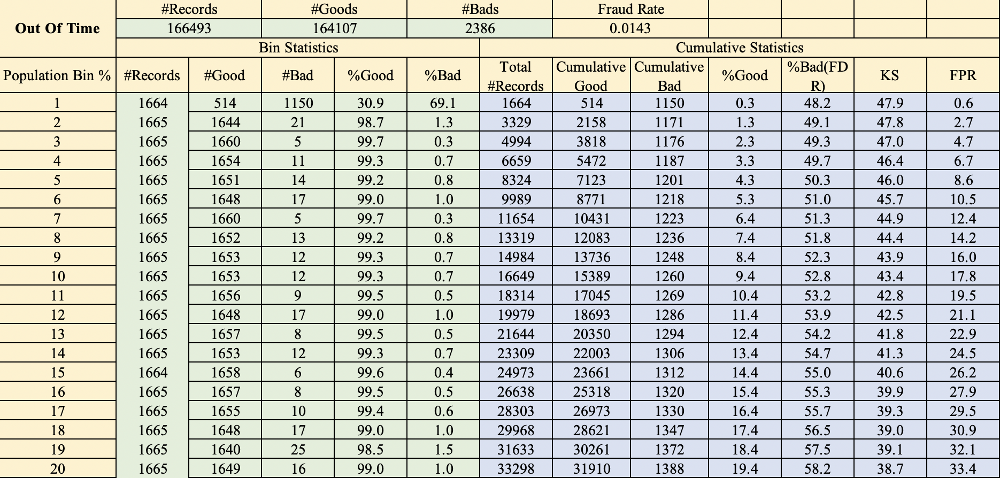 #Records #Goods #Bads Fraud Rate
Out Of Time 166493 164107 2386 0.0143
Bin Statistics Cumulative Statistics
Population Bin % #Records #Good #Bad %Good %Bad Total #Records Cumulative Good Cumulative Bad %Good %Bad(FDR) KS FPR
1 1664 514 1150 30.9 69.1 1664 514 1150 0.3 48.2 47.9 0.6
2 1665 1644 21 98.7 1.3 3329 2158 1171 1.3 49.1 47.8 2.7
3 1665 1660 5 99.7 0.3 4994 3818 1176 2.3 49.3 47.0 4.7
4 1665 1654 11 99.3 0.7 6659 5472 1187 3.3 49.7 46.4 6.7
5 1665 1651 14 99.2 0.8 8324 7123 1201 4.3 50.3 46.0 8.6
6 1665 1648 17 99.0 1.0 9989 8771 1218 5.3 51.0 45.7 10.5
7 1665 1660 5 99.7 0.3 11654 10431 1223 6.4 51.3 44.9 12.4
8 1665 1652 13 99.2 0.8 13319 12083 1236 7.4 51.8 44.4 14.2
9 1665 1653 12 99.3 0.7 14984 13736 1248 8.4 52.3 43.9 16.0
10 1665 1653 12 99.3 0.7 16649 15389 1260 9.4 52.8 43.4 17.8
11 1665 1656 9 99.5 0.5 18314 17045 1269 10.4 53.2 42.8 19.5
12 1665 1648 17 99.0 1.0 19979 18693 1286 11.4 53.9 42.5 21.1
13 1665 1657 8 99.5 0.5 21644 20350 1294 12.4 54.2 41.8 22.9
14 1665 1653 12 99.3 0.7 23309 22003 1306 13.4 54.7 41.3 24.5
15 1664 1658 6 99.6 0.4 24973 23661 1312 14.4 55.0 40.6 26.2
16 1665 1657 8 99.5 0.5 26638 25318 1320 15.4 55.3 39.9 27.9
17 1665 1655 10 99.4 0.6 28303 26973 1330 16.4 55.7 39.3 29.5
18 1665 1648 17 99.0 1.0 29968 28621 1347 17.4 56.5 39.0 30.9
19 1665 1640 25 98.5 1.5 31633 30261 1372 18.4 57.5 39.1 32.1
20 1665 1649 16 99.0 1.0 33298 31910 1388 19.4 58.2 38.7 33.4